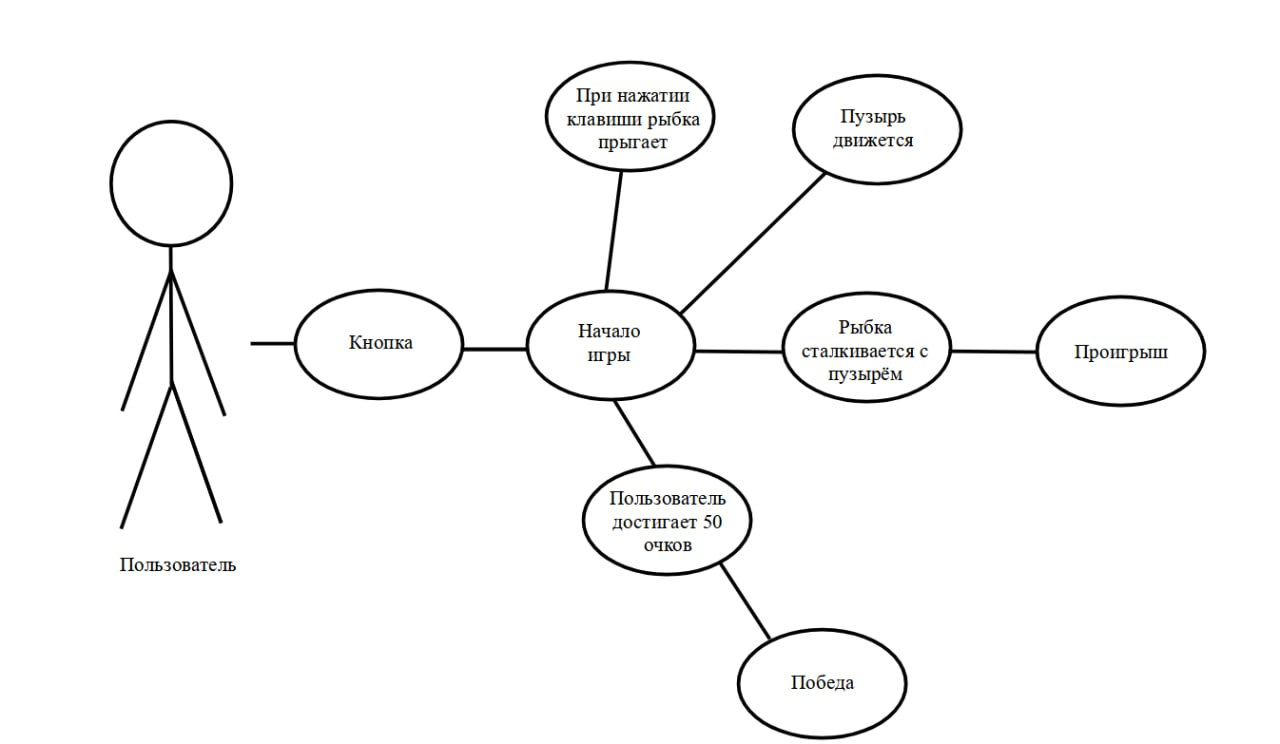 При нажатии
клавиши рыбка
прыгает
Пузырь
движется
Кнопка
Начало
игры
Рыбка
сталкивается с
пузырём
Проигрыш
Пользователь
достигает 50
очков
Пользователь
Победа